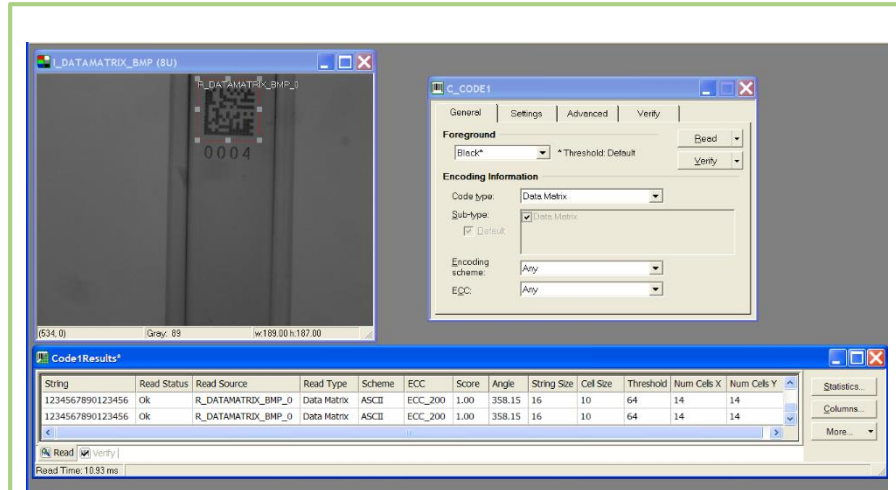 I_DATAMATRIX_BMP (8U)
R_DATAMATRIX_BMP_0
0004
(534, 0) Gray: 89 w:189.00 h:187.00
C_CODE1
General Settings Advanced Verify
Foreground
Black* * Threshold: Default
Read
Verify
Encoding Information
Code type: Data Matrix
Sub-type: Data Matrix
Default
Encoding scheme: Any
ECC: Any
Code1Results*
String Read Status Read Source Read Type Scheme ECC Score Angle String Size Cell Size Threshold Num Cells X Num Cells Y
1234567890123456 Ok R_DATAMATRIX_BMP_0 Data Matrix ASCII ECC_200 1.00 358.15 16 10 64 14 14
1234567890123456 Ok R_DATAMATRIX_BMP_0 Data Matrix ASCII ECC_200 1.00 358.15 16 10 64 14 14
Statistics...
Columns...
More...
Read Verify
Read Time: 10.93 ms